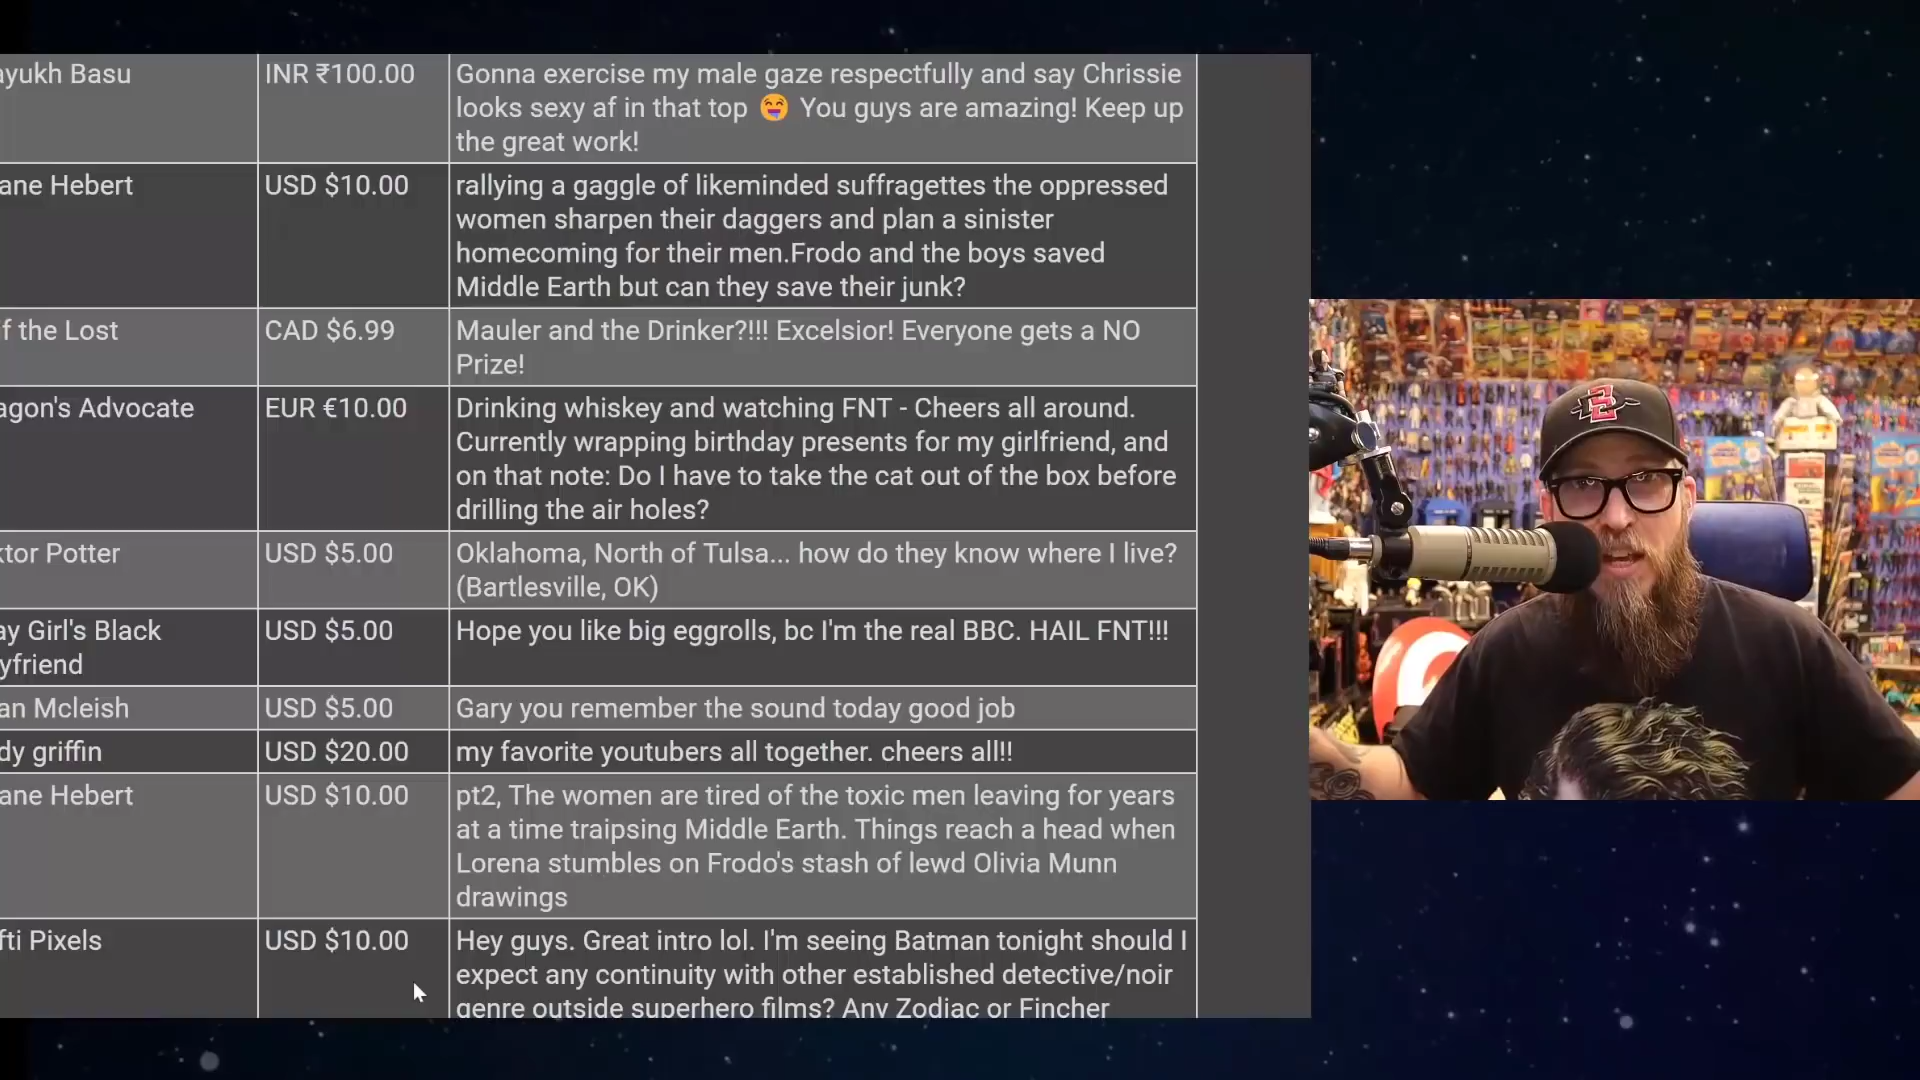 ayukh Basu INR ₹100.00 Gonna exercise my male gaze respectfully and say Chrissie
looks sexy af in that top 🤤 You guys are amazing! Keep up
the great work!
ane Hebert USD $10.00 rallying a gaggle of likeminded suffragettes the oppressed
women sharpen their daggers and plan a sinister
homecoming for their men.Frodo and the boys saved
Middle Earth but can they save their junk?
f the Lost CAD $6.99 Mauler and the Drinker?!!! Excelsior! Everyone gets a NO
Prize!
agon's Advocate EUR €10.00 Drinking whiskey and watching FNT - Cheers all around.
Currently wrapping birthday presents for my girlfriend, and
on that note: Do I have to take the cat out of the box before
drilling the air holes?
ktor Potter USD $5.00 Oklahoma, North of Tulsa... how do they know where I live?
(Bartlesville, OK)
ay Girl's Black USD $5.00 Hope you like big eggrolls, bc I'm the real BBC. HAIL FNT!!!
yfriend
an Mcleish USD $5.00 Gary you remember the sound today good job
dy griffin USD $20.00 my favorite youtubers all together. cheers all!!
ane Hebert USD $10.00 pt2, The women are tired of the toxic men leaving for years
at a time traipsing Middle Earth. Things reach a head when
Lorena stumbles on Frodo's stash of lewd Olivia Munn
drawings
fti Pixels USD $10.00 Hey guys. Great intro lol. I'm seeing Batman tonight should I
expect any continuity with other established detective/noir
genre outside superhero films? Any Zodiac or Fincher